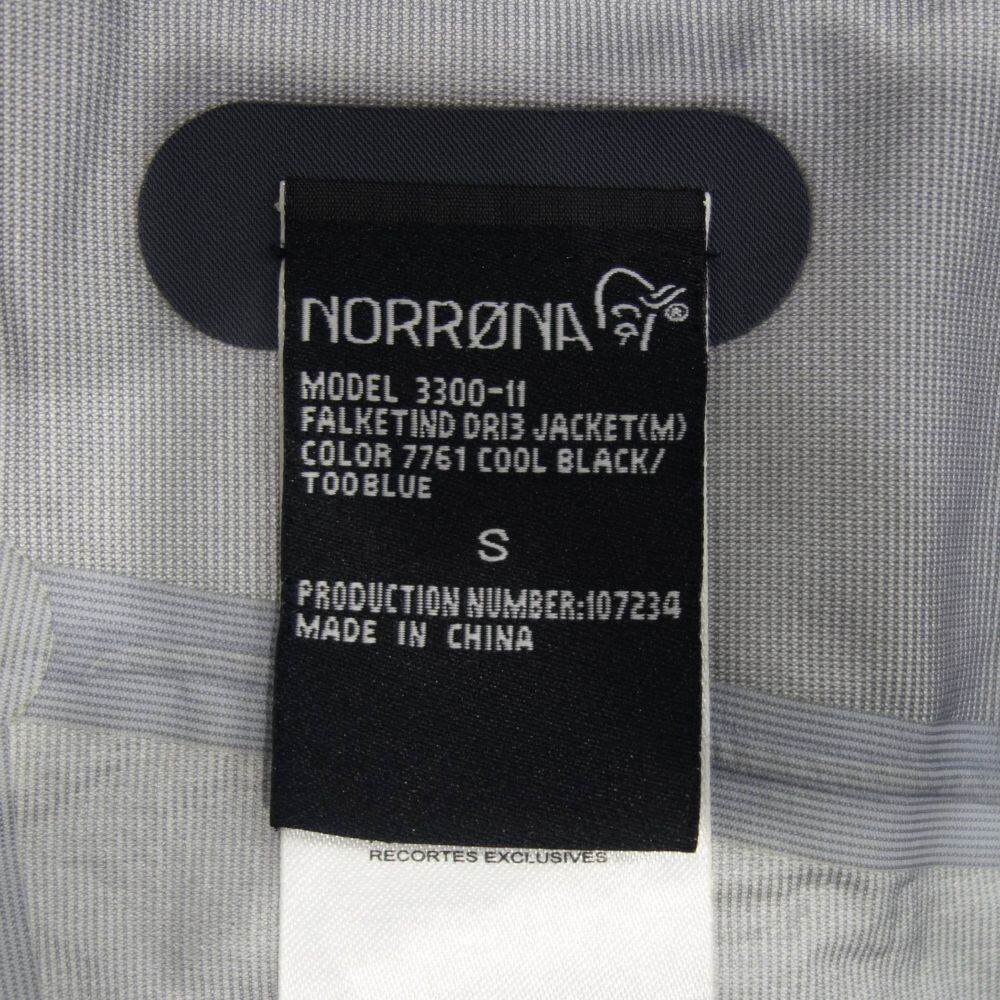 NORRØNA ®
MODEL 3300-11
FALKETIND DRI3 JACKET(M)
COLOR 7761 COOL BLACK/
TOOBLUE
S
PRODUCTION NUMBER:107234
MADE IN CHINA
RECORTES EXCLUSIVES